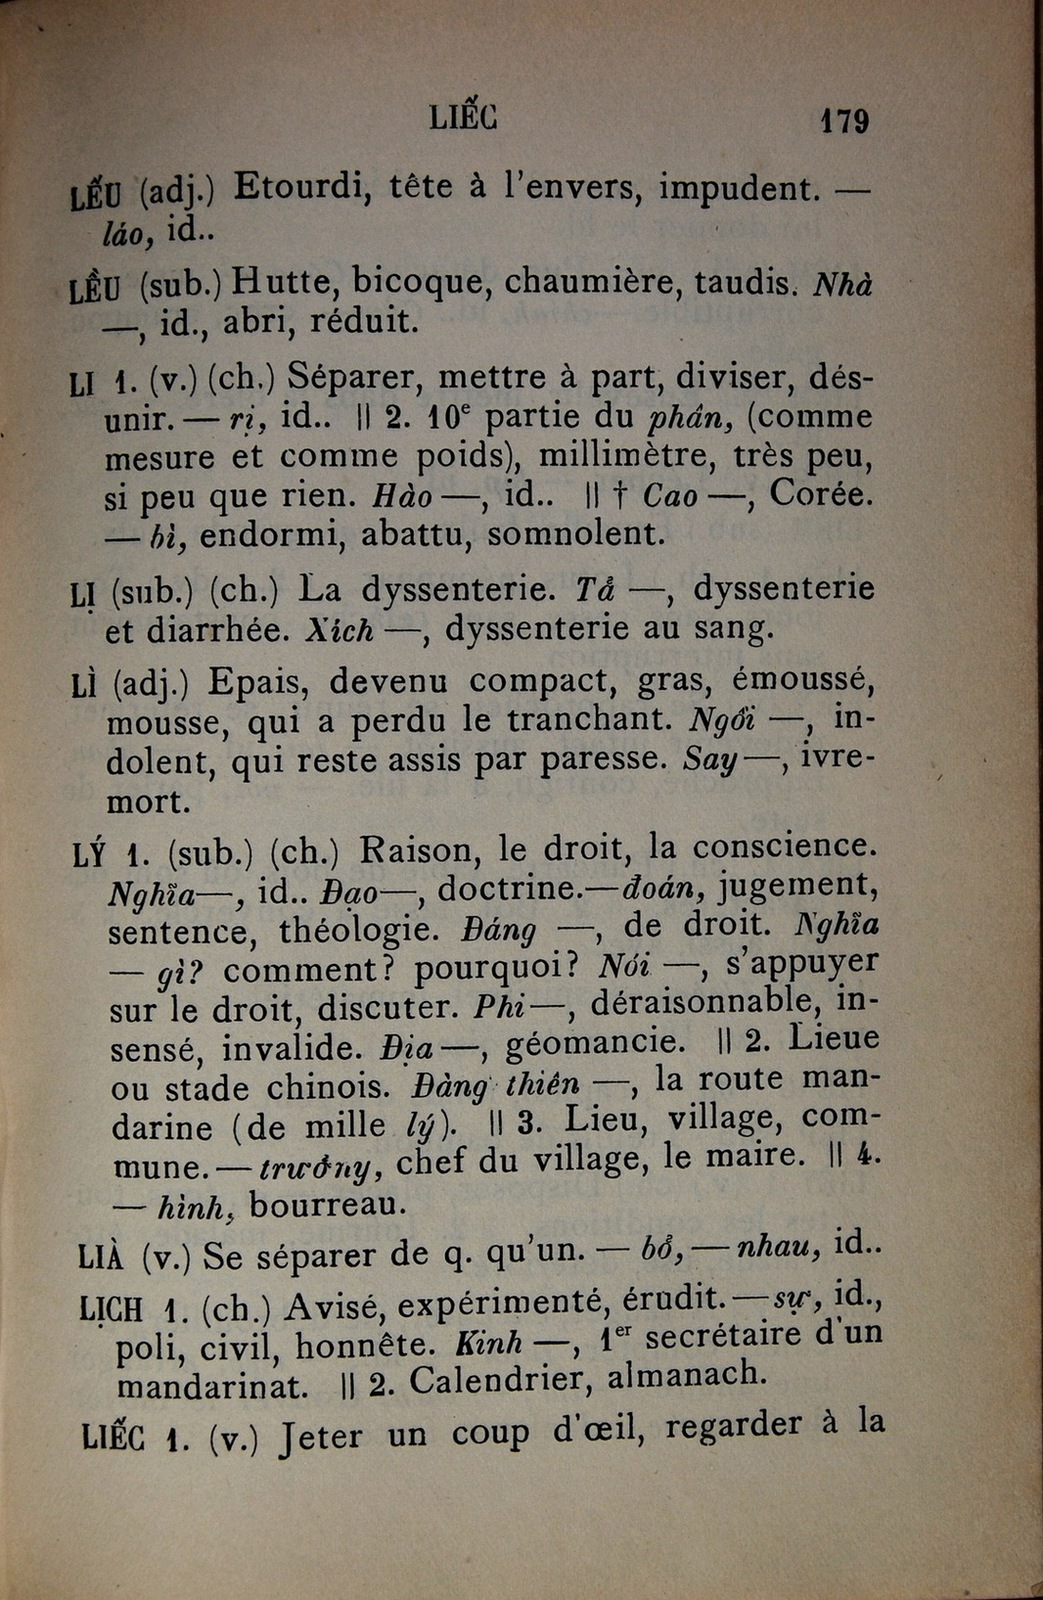 LIẾC 179
LẾU (adj.) Etourdi, tête à l'envers, impudent. —
láo, id..
LỀU (sub.) Hutte, bicoque, chaumière, taudis. Nhà
—, id., abri, réduit.
LI 1. (v.) (ch.) Séparer, mettre à part, diviser, dés-
unir. — rị, id.. || 2. 10e partie du phân, (comme
mesure et comme poids), millimètre, très peu,
si peu que rien. Hào —, id.. || † Cao —, Corée.
— bì, endormi, abattu, somnolent.
LỊ (sub.) (ch.) La dyssenterie. Tả —, dyssenterie
et diarrhée. Xích —, dyssenterie au sang.
LÌ (adj.) Epais, devenu compact, gras, émoussé,
mousse, qui a perdu le tranchant. Ngồi —, in-
dolent, qui reste assis par paresse. Say —, ivre-
mort.
LÝ 1. (sub.) (ch.) Raison, le droit, la conscience.
Nghĩa —, id.. Đạo —, doctrine. — đoán, jugement,
sentence, théologie. Đáng —, de droit. Nghĩa
— gì? comment? pourquoi? Nói —, s'appuyer
sur le droit, discuter. Phi —, déraisonnable, in-
sensé, invalide. Địa —, géomancie. || 2. Lieue
ou stade chinois. Đàng thiên —, la route man-
darine (de mille lý). || 3. Lieu, village, com-
mune. — trưởng, chef du village, le maire. || 4.
— hình, bourreau.
LIÀ (v.) Se séparer de q. qu'un. — bỏ, — nhau, id..
LỊCH 1. (ch.) Avisé, expérimenté, érudit. — sự, id.,
poli, civil, honnête. Kinh —, 1er secrétaire d'un
mandarinat. || 2. Calendrier, almanach.
LIẾC 1. (v.) Jeter un coup d'œil, regarder à la